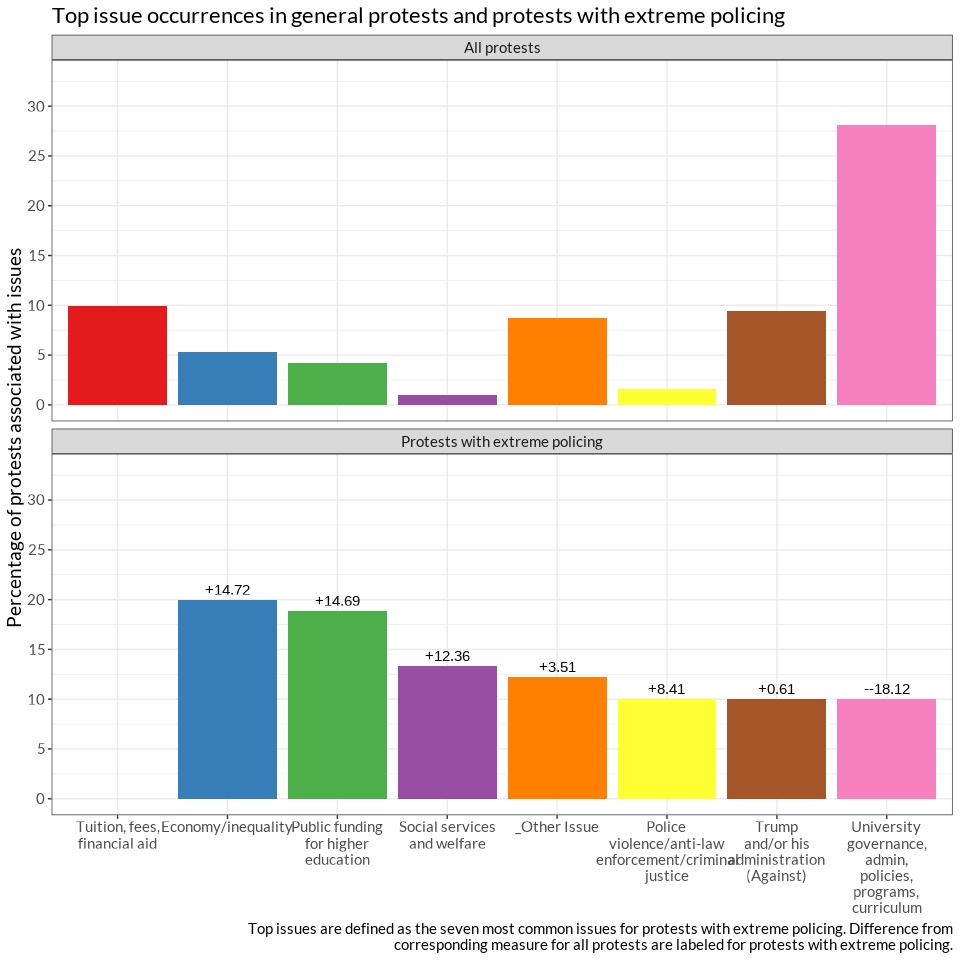 Top issue occurrences in general protests and protests with extreme policing
All protests
Percentage of protests associated with issues
30
25
20
15
10
5
0
Protests with extreme policing
30
25
20
15
10
5
0
+14.72
+14.69
+12.36
+3.51
+8.41
+0.61
--18.12
Tuition, fees,
financial aid
Economy/inequality
Public funding
for higher
education
Social services
and welfare
_Other Issue
Police
violence/anti-law
enforcement/criminal
justice
Trump
and/or his
administration
(Against)
University
governance,
admin,
policies,
programs,
curriculum
Top issues are defined as the seven most common issues for protests with extreme policing. Difference from
corresponding measure for all protests are labeled for protests with extreme policing.